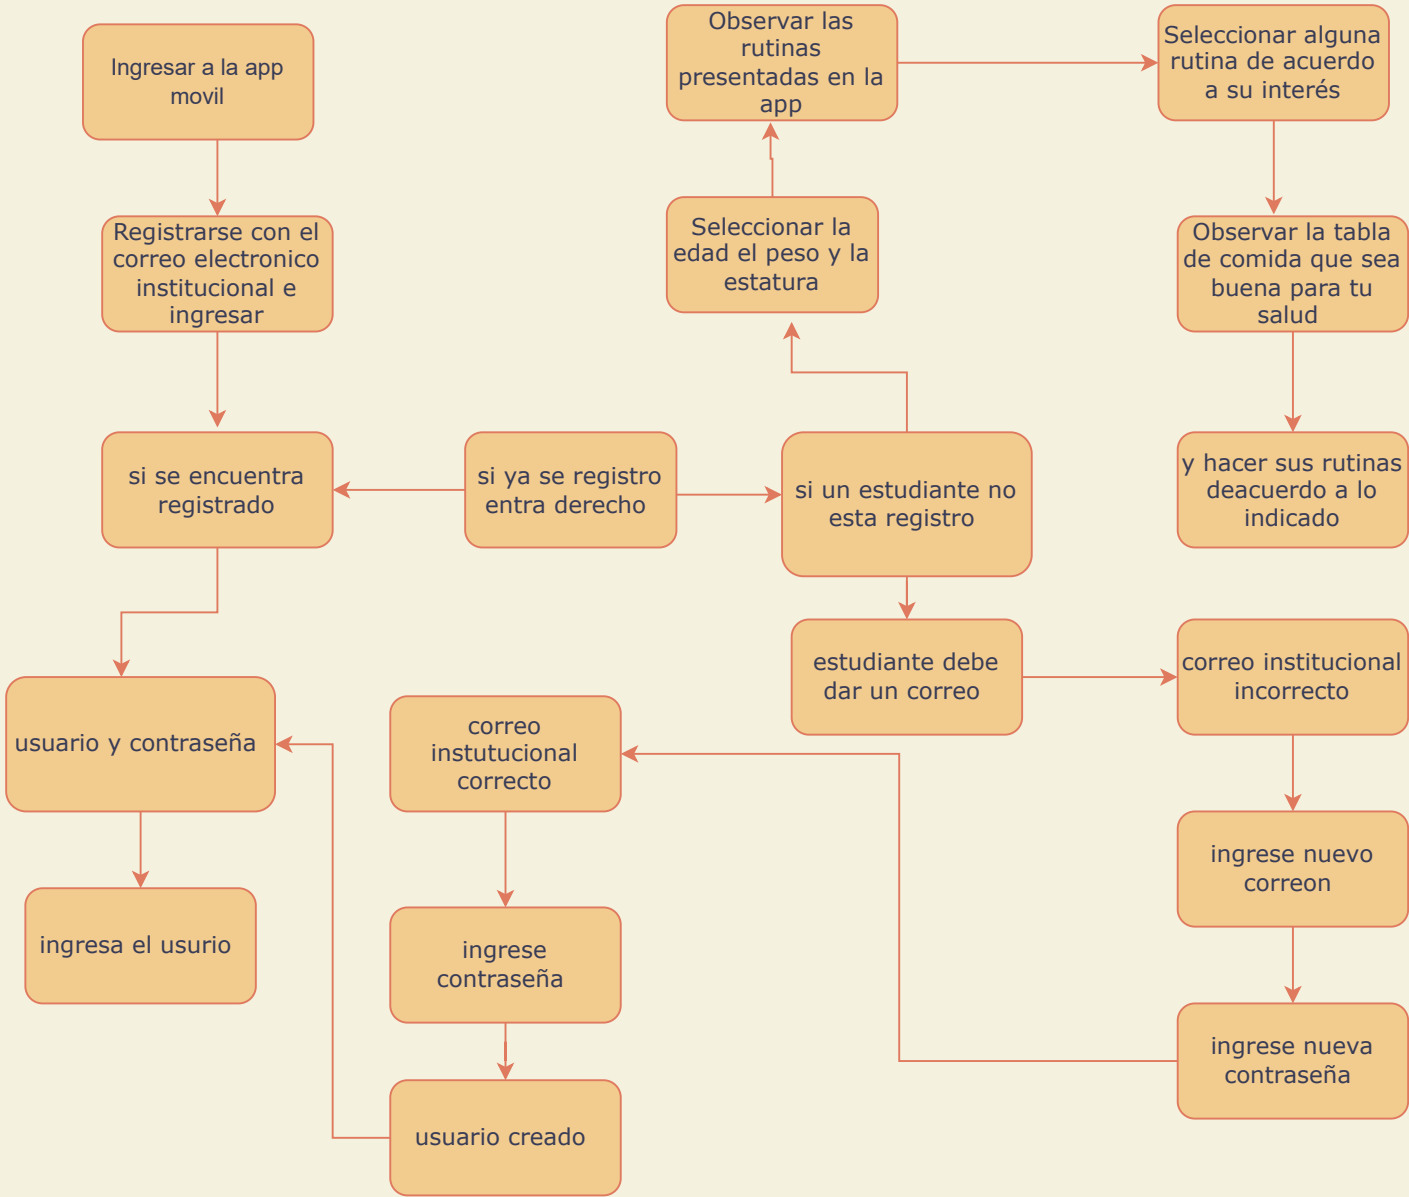 Ingresar a la app
movil
Observar las
rutinas
presentadas en la
app
Seleccionar alguna
rutina de acuerdo
a su interés
Registrarse con el
correo electronico
institucional e
ingresar
Seleccionar la
edad el peso y la
estatura
Observar la tabla
de comida que sea
buena para tu
salud
si se encuentra
registrado
si ya se registro
entra derecho
si un estudiante no
esta registro
y hacer sus rutinas
deacuerdo a lo
indicado
estudiante debe
dar un correo
correo institucional
incorrecto
usuario y contraseña
correo
instutucional
correcto
ingrese nuevo
correon
ingresa el usurio
ingrese
contraseña
ingrese nueva
contraseña
usuario creado